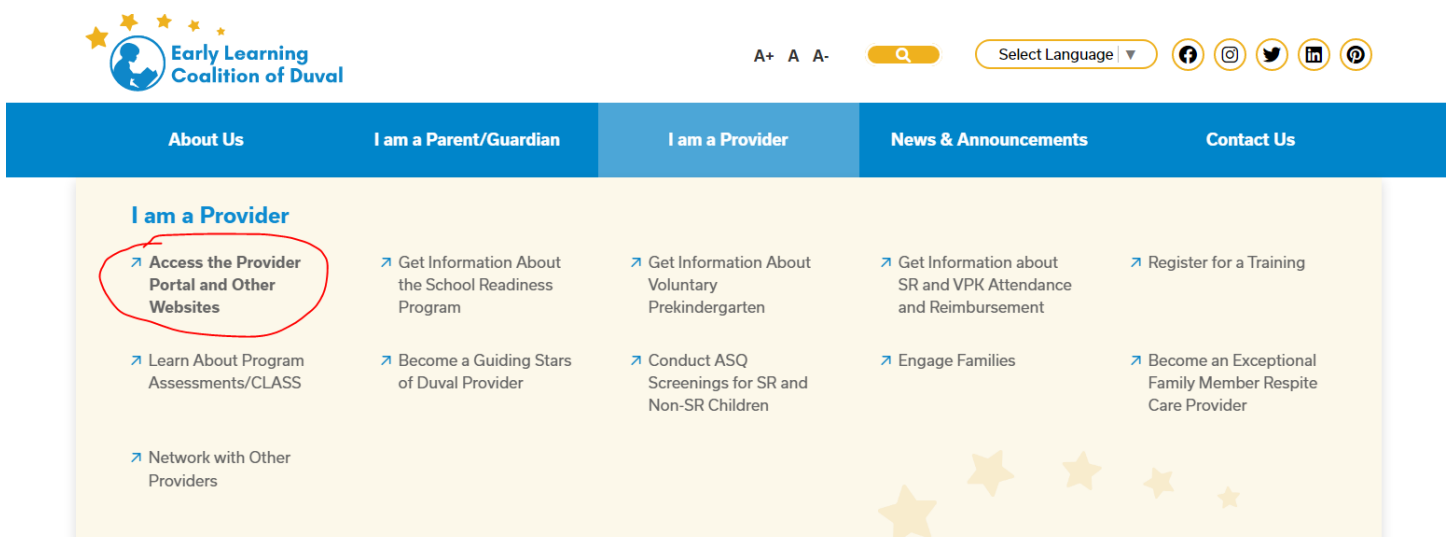 Early Learning
Coalition of Duval
A+ A A-
Select Language ▼
About Us
I am a Parent/Guardian
I am a Provider
News & Announcements
Contact Us
I am a Provider
Access the Provider
Portal and Other
Websites
Get Information About
the School Readiness
Program
Get Information About
Voluntary
Prekindergarten
Get Information about
SR and VPK Attendance
and Reimbursement
Register for a Training
Learn About Program
Assessments/CLASS
Become a Guiding Stars
of Duval Provider
Conduct ASQ
Screenings for SR and
Non-SR Children
Engage Families
Become an Exceptional
Family Member Respite
Care Provider
Network with Other
Providers